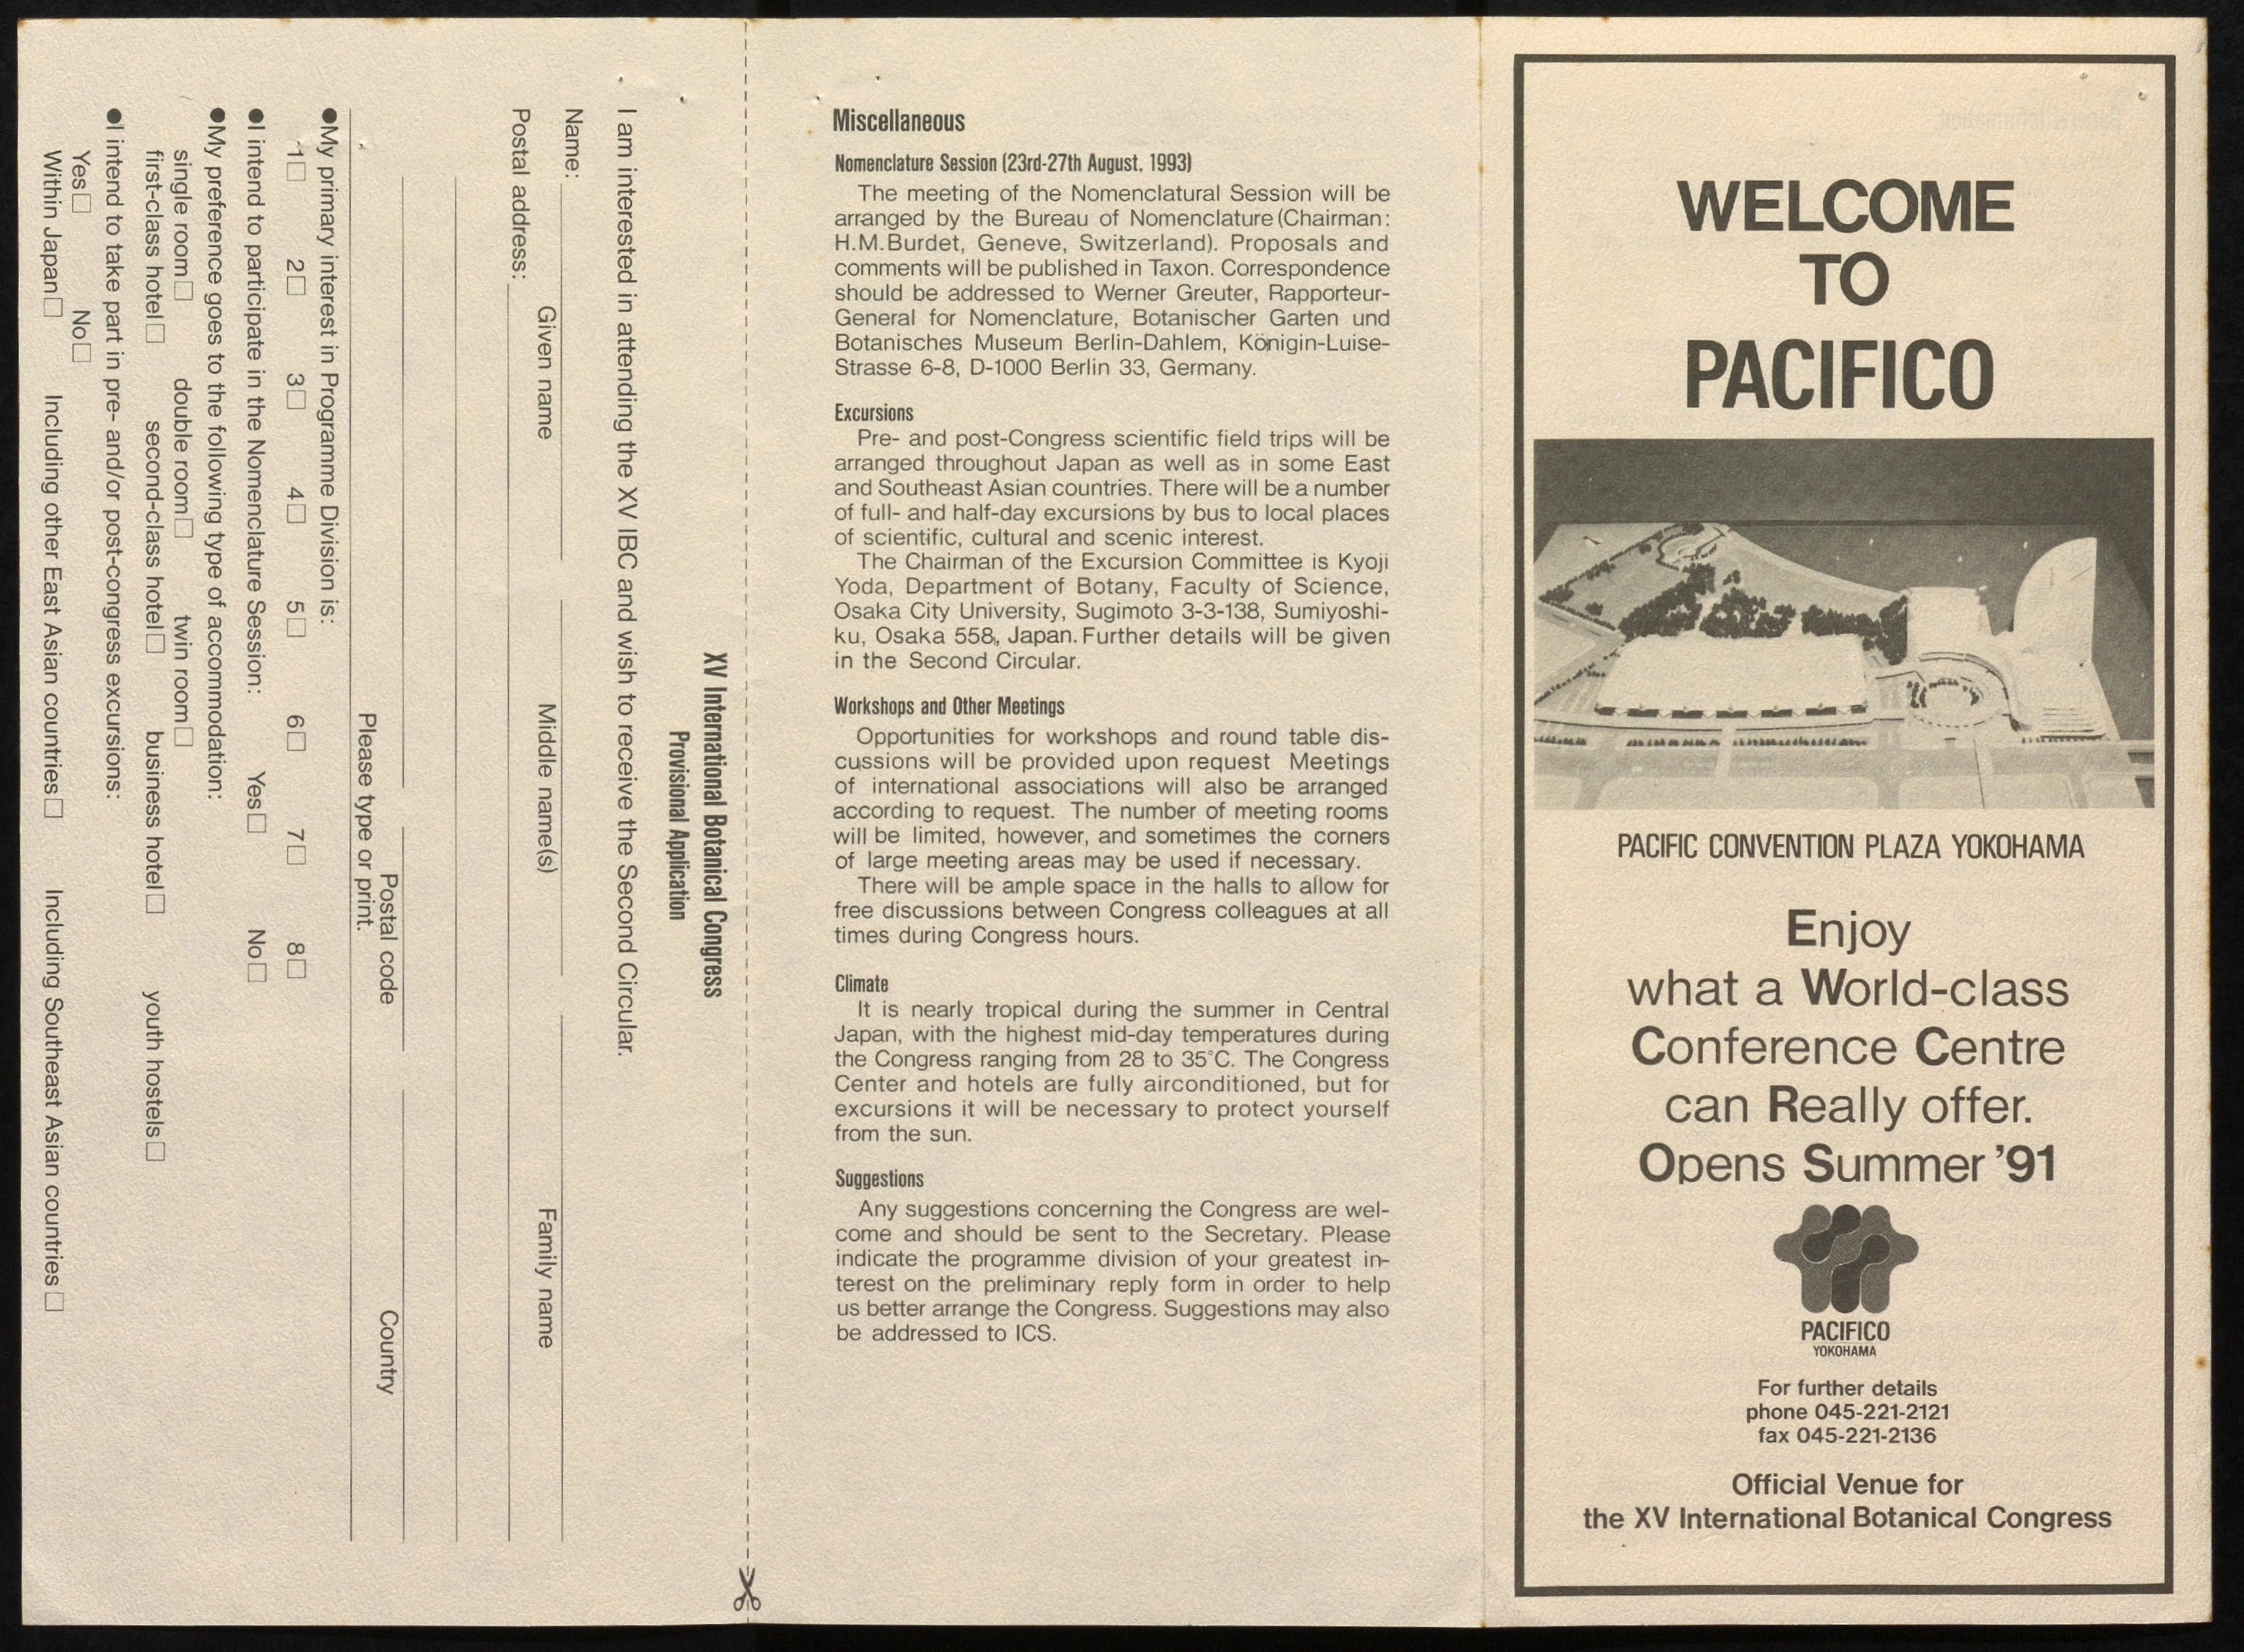 XV International Botanical Congress
Provisional Application
I am interested in attending the XV IBC and wish to receive the Second Circular.
Name:
Given name Middle name(s) Family name
Postal address:
Postal code Country
Please type or print.
●My primary interest in Programme Division is:
1□ 2□ 3□ 4□ 5□ 6□ 7□ 8□
●I intend to participate in the Nomenclature Session: Yes□ No□
●My preference goes to the following type of accommodation:
single room□ double room□ twin room□
first-class hotel□ second-class hotel□ business hotel□ youth hostels□
●I intend to take part in pre- and/or post-congress excursions:
Yes□ No□
Within Japan□ Including other East Asian countries□ Including Southeast Asian countries□
Miscellaneous
Nomenclature Session (23rd-27th August, 1993)
The meeting of the Nomenclatural Session will be
arranged by the Bureau of Nomenclature (Chairman:
H.M.Burdet, Geneve, Switzerland). Proposals and
comments will be published in Taxon. Correspondence
should be addressed to Werner Greuter, Rapporteur-
General for Nomenclature, Botanischer Garten und
Botanisches Museum Berlin-Dahlem, Königin-Luise-
Strasse 6-8, D-1000 Berlin 33, Germany.
Excursions
Pre- and post-Congress scientific field trips will be
arranged throughout Japan as well as in some East
and Southeast Asian countries. There will be a number
of full- and half-day excursions by bus to local places
of scientific, cultural and scenic interest.
The Chairman of the Excursion Committee is Kyoji
Yoda, Department of Botany, Faculty of Science,
Osaka City University, Sugimoto 3-3-138, Sumiyoshi-
ku, Osaka 558, Japan. Further details will be given
in the Second Circular.
Workshops and Other Meetings
Opportunities for workshops and round table dis-
cussions will be provided upon request Meetings
of international associations will also be arranged
according to request. The number of meeting rooms
will be limited, however, and sometimes the corners
of large meeting areas may be used if necessary.
There will be ample space in the halls to allow for
free discussions between Congress colleagues at all
times during Congress hours.
Climate
It is nearly tropical during the summer in Central
Japan, with the highest mid-day temperatures during
the Congress ranging from 28 to 35°C. The Congress
Center and hotels are fully airconditioned, but for
excursions it will be necessary to protect yourself
from the sun.
Suggestions
Any suggestions concerning the Congress are wel-
come and should be sent to the Secretary. Please
indicate the programme division of your greatest in-
terest on the preliminary reply form in order to help
us better arrange the Congress. Suggestions may also
be addressed to ICS.
WELCOME
TO
PACIFICO
PACIFIC CONVENTION PLAZA YOKOHAMA
Enjoy
what a World-class
Conference Centre
can Really offer.
Opens Summer '91
PACIFICO
YOKOHAMA
For further details
phone 045-221-2121
fax 045-221-2136
Official Venue for
the XV International Botanical Congress